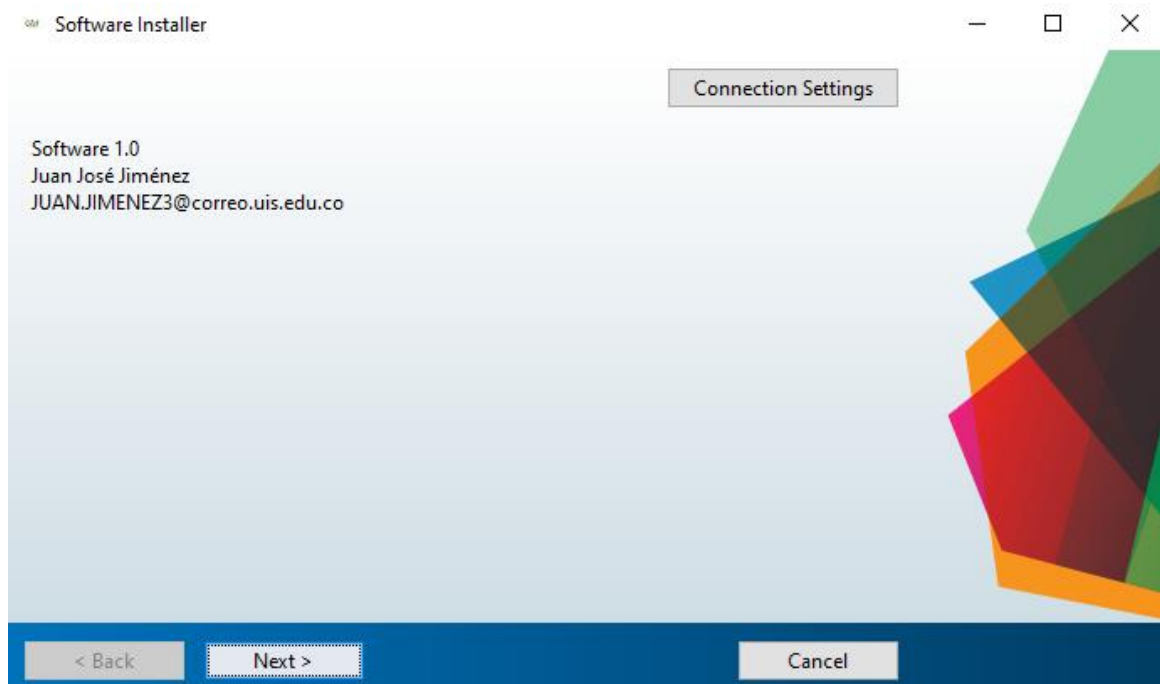 Software Installer
Connection Settings
Software 1.0
Juan José Jiménez
JUAN.JIMENEZ3@correo.uis.edu.co
< Back
Next >
Cancel